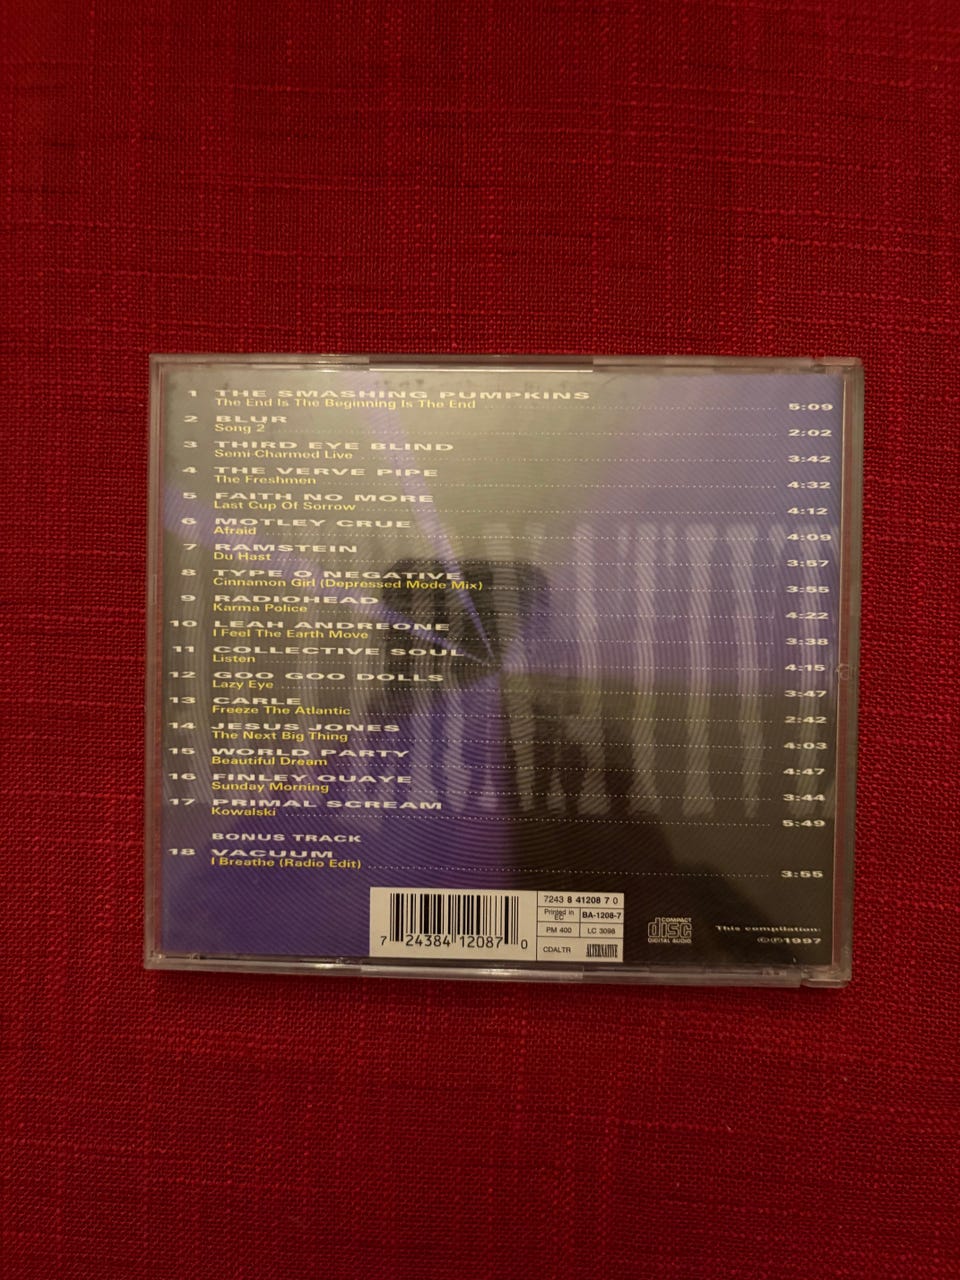 1 THE SMASHING PUMPKINS
The End Is The Beginning Is The End 5:09
2 BLUR
Song 2 2:02
3 THIRD EYE BLIND
Semi-Charmed Live 3:42
4 THE VERVE PIPE
The Freshmen 4:32
5 FAITH NO MORE
Last Cup Of Sorrow 4:12
6 MOTLEY CRUE
Afraid 4:09
7 RAMSTEIN
Du Hast 3:57
8 TYPE O NEGATIVE
Cinnamon Girl (Depressed Mode Mix) 3:55
9 RADIOHEAD
Karma Police 4:22
10 LEAH ANDREONE
I Feel The Earth Move 3:38
11 COLLECTIVE SOUL
Listen 4:15
12 GOO GOO DOLLS
Lazy Eye 3:47
13 CARLE
Freeze The Atlantic 2:42
14 JESUS JONES
The Next Big Thing 4:03
15 WORLD PARTY
Beautiful Dream 4:47
16 FINLEY QUAYE
Sunday Morning 3:44
17 PRIMAL SCREAM
Kowalski 5:49
BONUS TRACK
18 VACUUM
I Breathe (Radio Edit) 3:55
7 24384 12087 0
7243 8 41208 7 0
Printed in EC BA-1208-7
PM 400 LC 3098
CDALTR ALTERNATIVE
COMPACT disc DIGITAL AUDIO
This compilation:
©℗1997